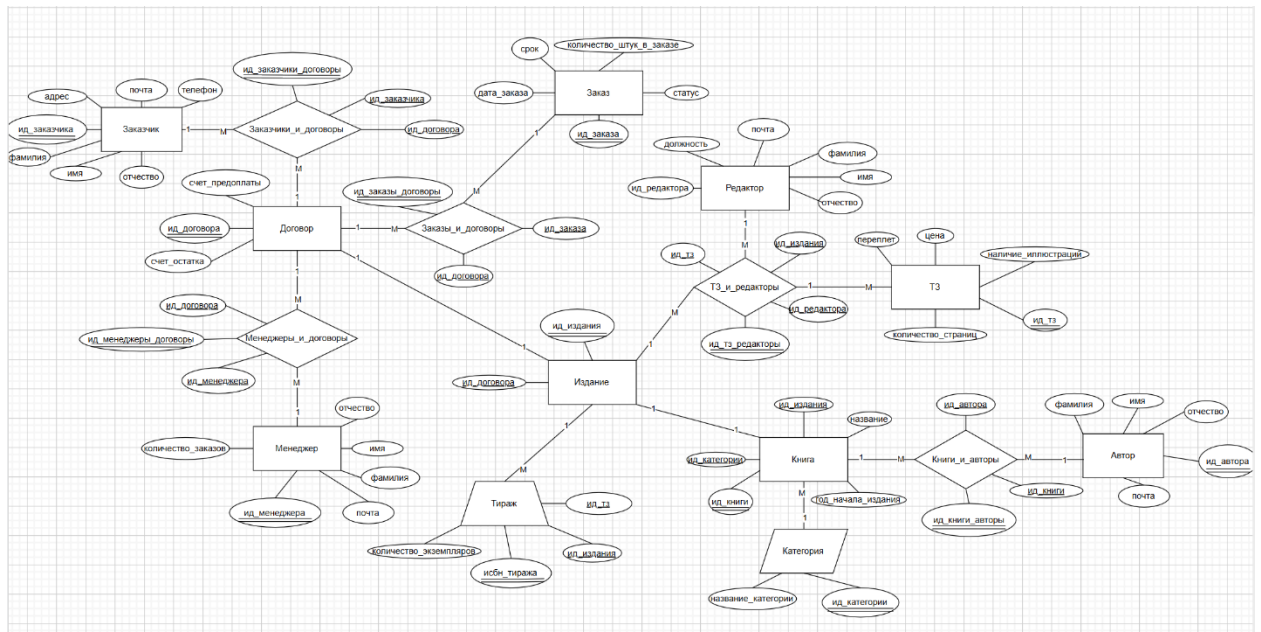 срок
количество_штук_в_заказе
дата_заказа
Заказ
статус
ид_заказа
ид_заказчики_договоры
адрес
почта
телефон
ид_заказчика
Заказчик
1
М
Заказчики_и_договоры
ид_заказчика
ид_договора
фамилия
имя
отчество
М
1
1
М
счет_предоплаты
ид_договора
Договор
счет_остатка
1
М
ид_заказы_договоры
Заказы_и_договоры
ид_заказа
ид_договора
1
1
1
М
должность
почта
фамилия
ид_редактора
Редактор
имя
отчество
1
М
ид_тз
ид_издания
ТЗ_и_редакторы
ид_редактора
ид_тз_редакторы
1
М
переплет
цена
наличие_иллюстраций
ТЗ
ид_тз
количество_страниц
М
1
ид_договора
ид_менеджеры_договоры
Менеджеры_и_договоры
ид_менеджера
М
1
отчество
количество_заказов
Менеджер
имя
фамилия
ид_менеджера
почта
ид_издания
ид_договора
Издание
1
М
1
1
Тираж
ид_тз
количество_экземпляров
исбн_тиража
ид_издания
ид_издания
название
ид_категории
Книга
ид_книги
год_начала_издания
М
1
Категория
название_категории
ид_категории
1
М
ид_автора
Книги_и_авторы
ид_книги
ид_книги_авторы
М
1
фамилия
имя
отчество
Автор
ид_автора
почта